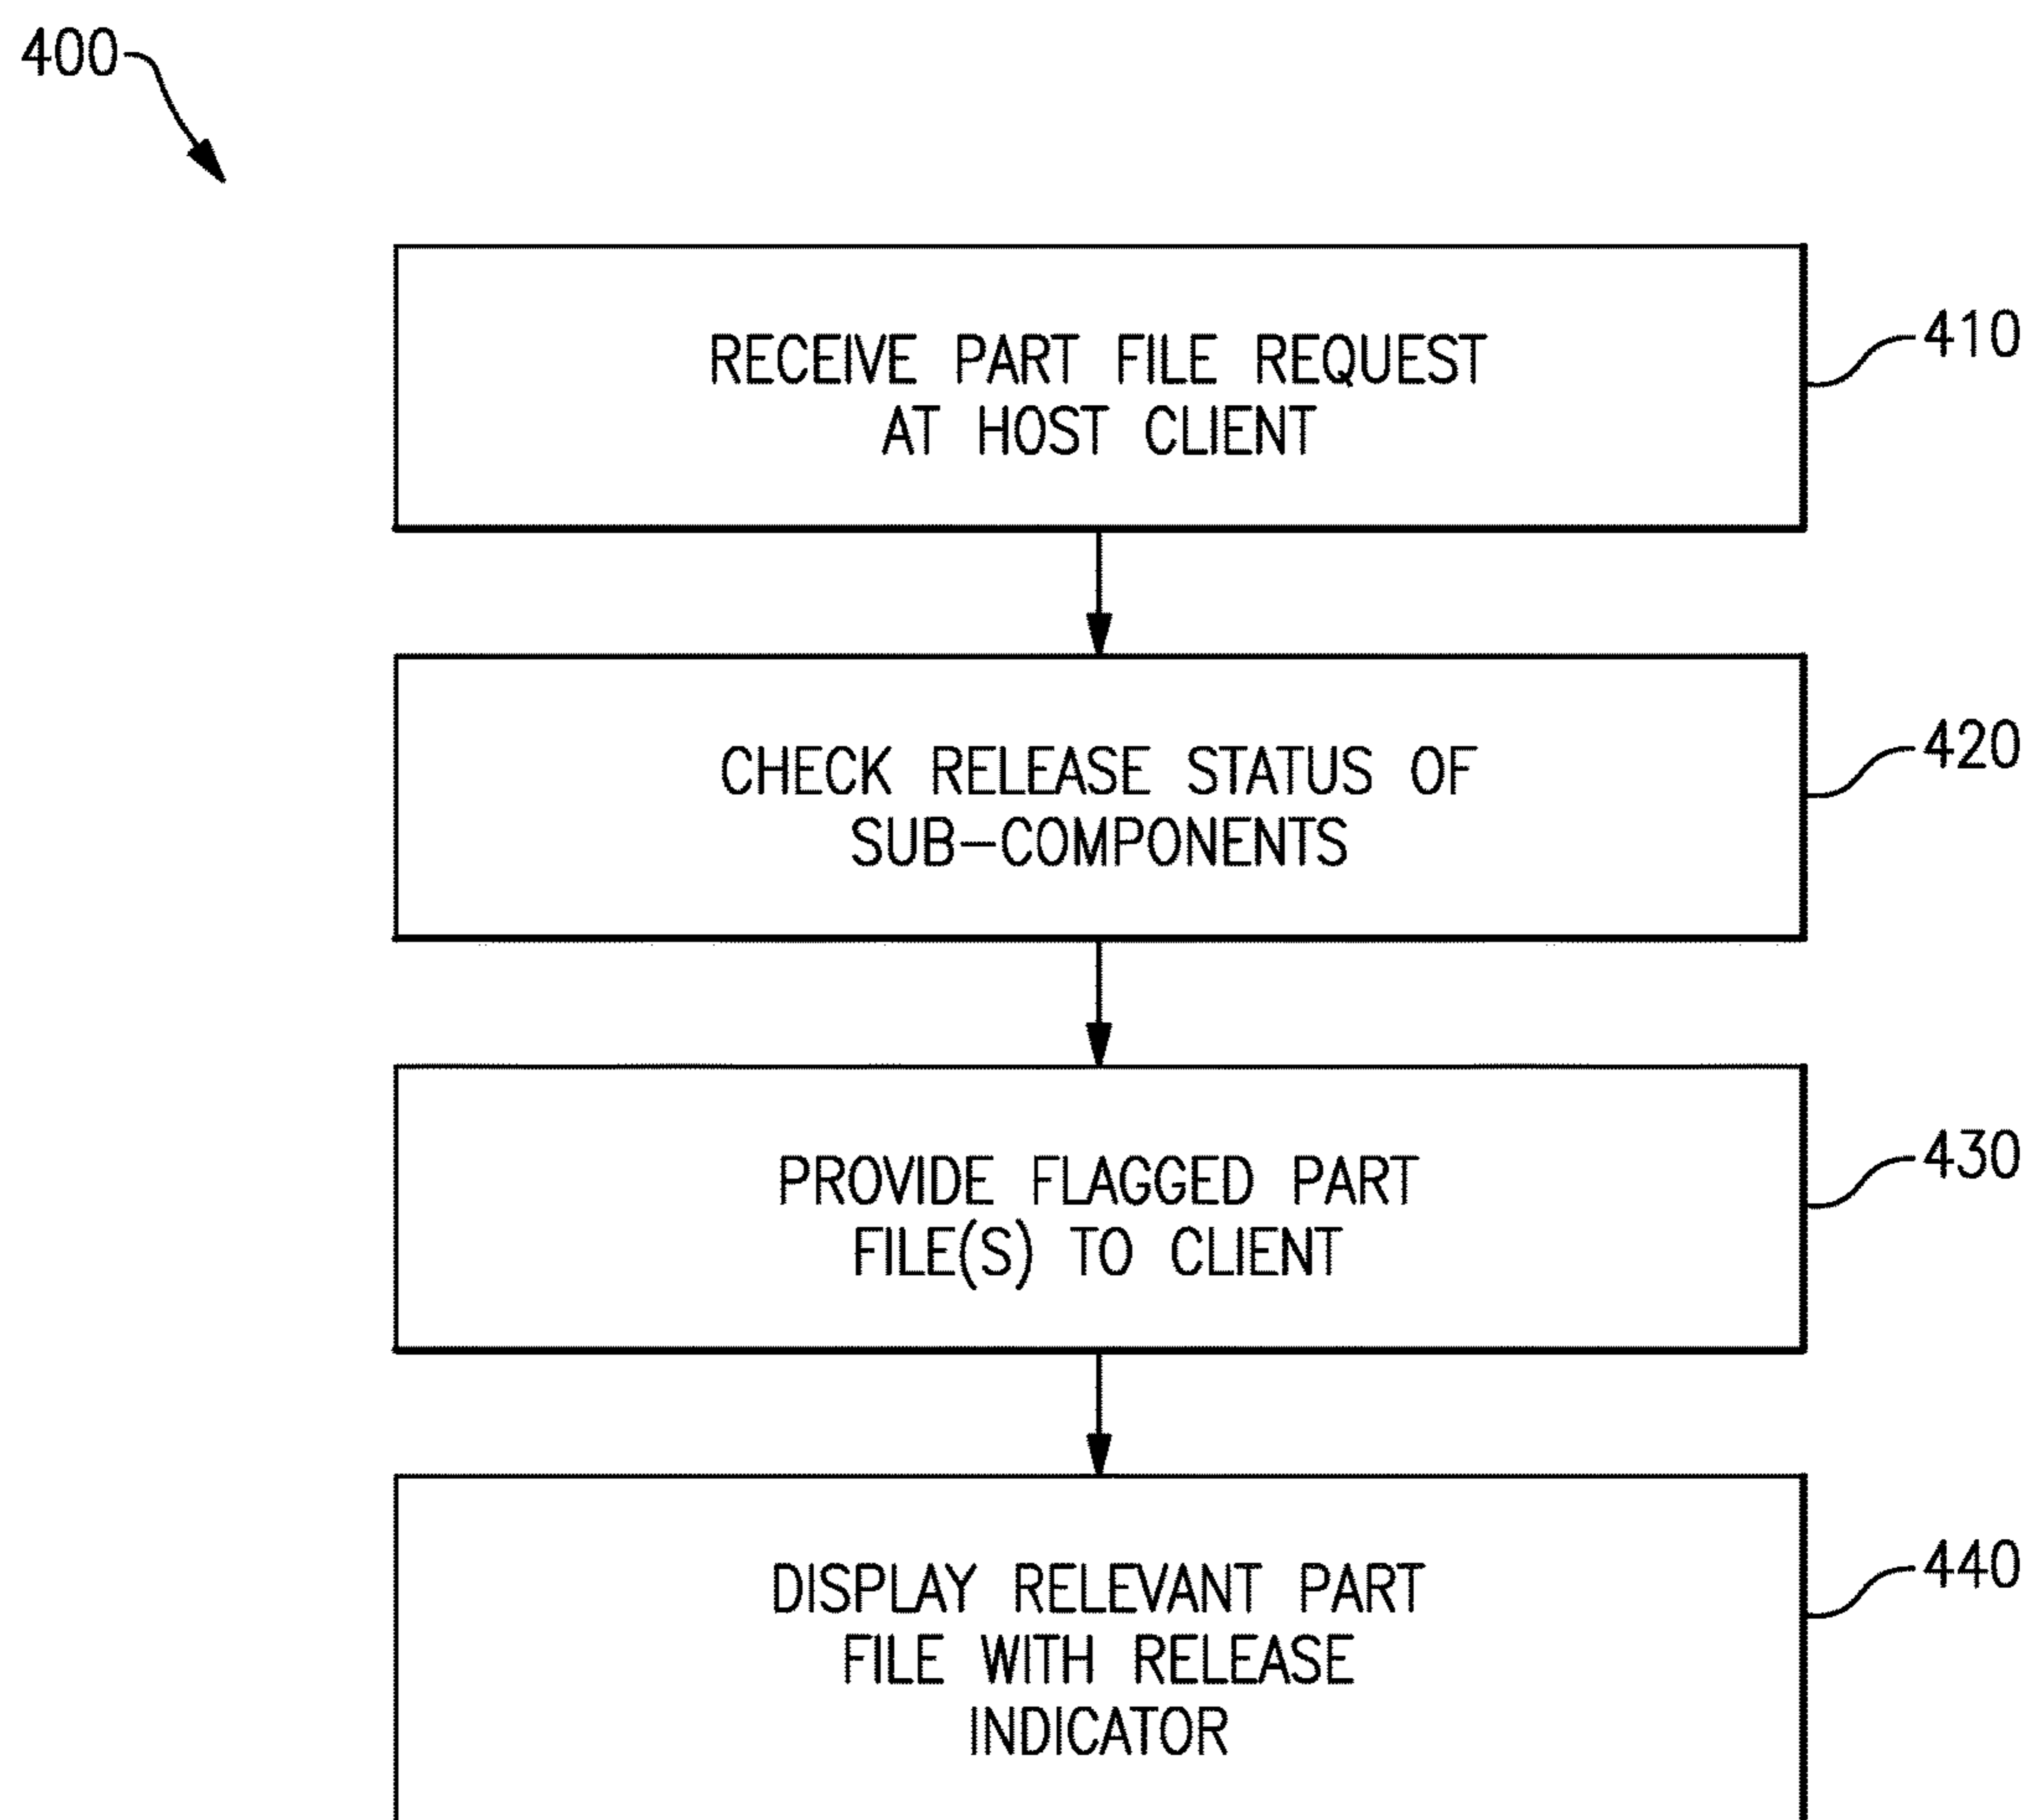 400
RECEIVE PART FILE REQUEST
AT HOST CLIENT
410
CHECK RELEASE STATUS OF
SUB-COMPONENTS
420
PROVIDE FLAGGED PART
FILE(S) TO CLIENT
430
DISPLAY RELEVANT PART
FILE WITH RELEASE
INDICATOR
440